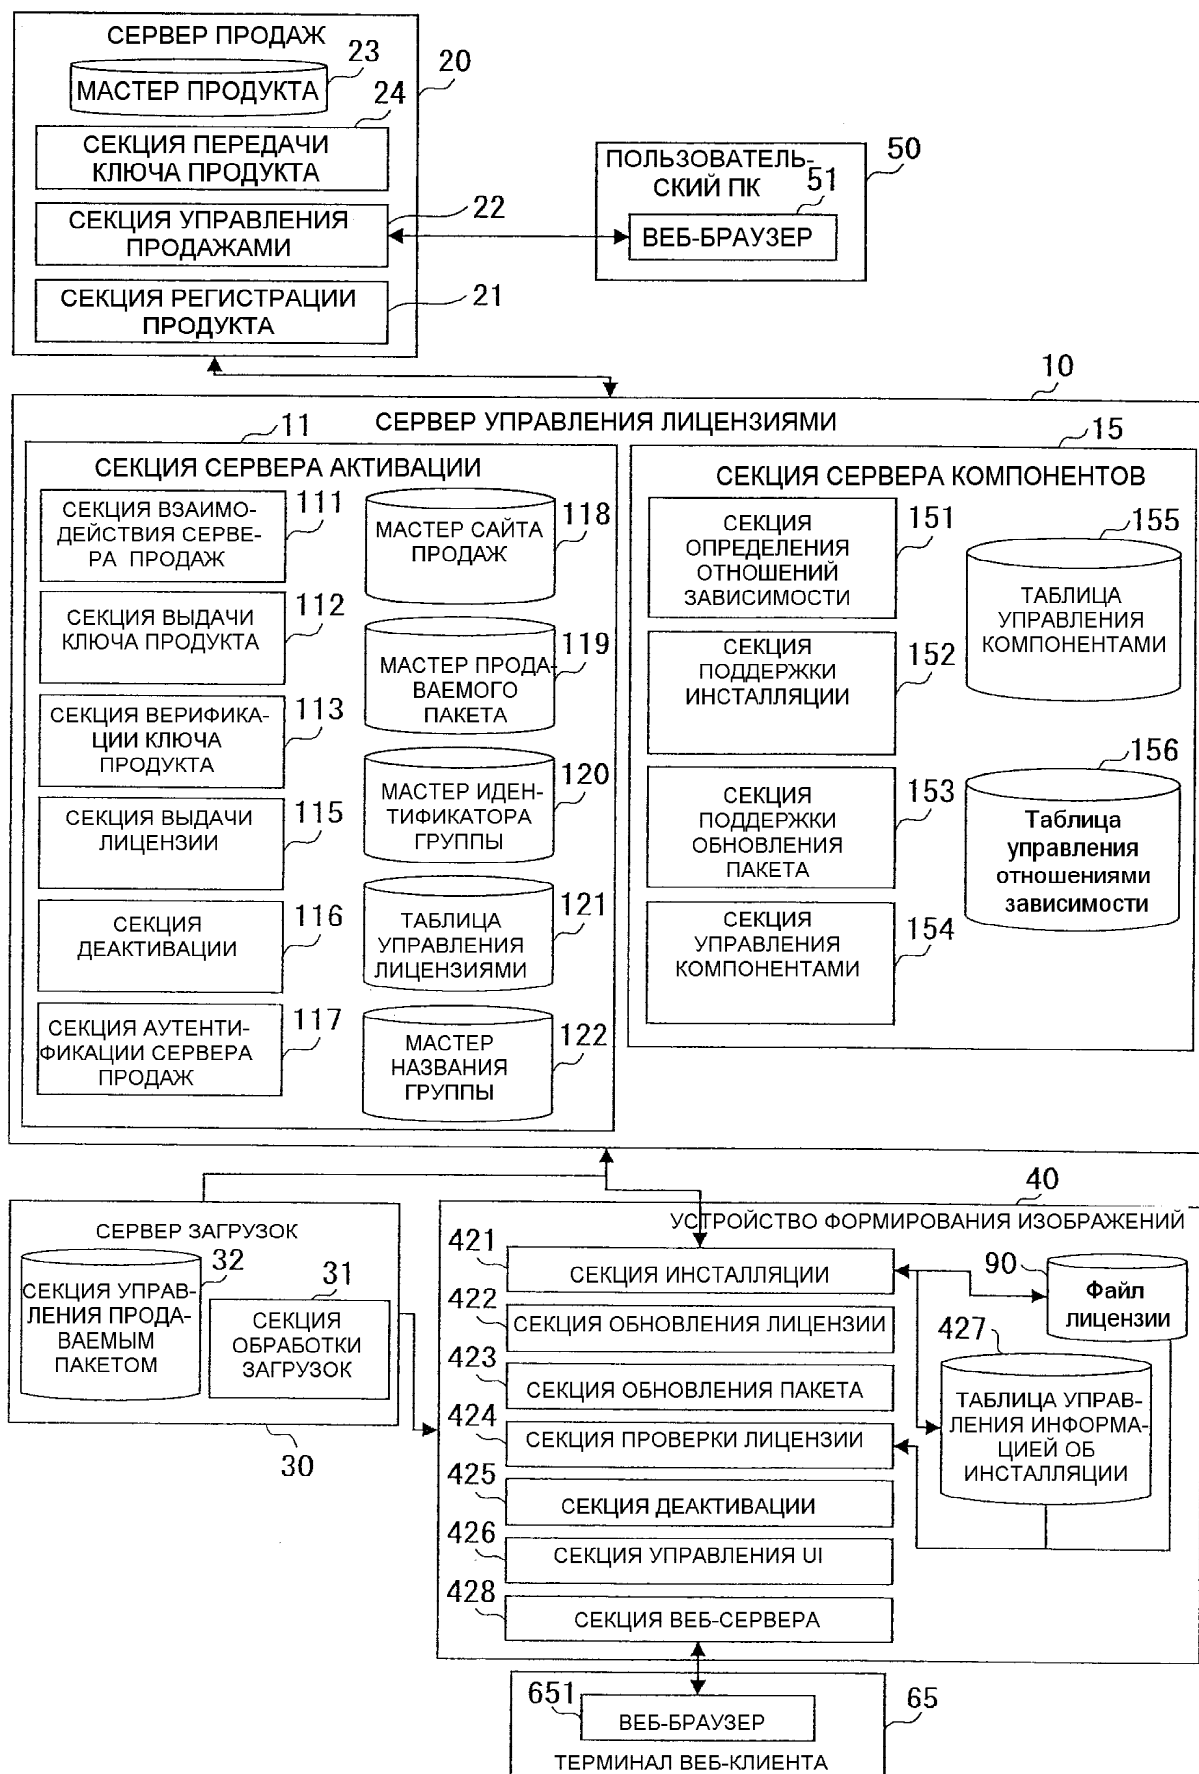 СЕРВЕР ПРОДАЖ
23
20
МАСТЕР ПРОДУКТА
24
СЕКЦИЯ ПЕРЕДАЧИ
КЛЮЧА ПРОДУКТА
СЕКЦИЯ УПРАВЛЕНИЯ
ПРОДАЖАМИ
22
СЕКЦИЯ РЕГИСТРАЦИИ
ПРОДУКТА
21
ПОЛЬЗОВАТЕЛЬ-
СКИЙ ПК
50
51
ВЕБ-БРАУЗЕР
10
СЕРВЕР УПРАВЛЕНИЯ ЛИЦЕНЗИЯМИ
11
СЕКЦИЯ СЕРВЕРА АКТИВАЦИИ
СЕКЦИЯ ВЗАИМО-
ДЕЙСТВИЯ СЕРВЕ-
РА ПРОДАЖ
111
СЕКЦИЯ ВЫДАЧИ
КЛЮЧА ПРОДУКТА
112
СЕКЦИЯ ВЕРИФИКА-
ЦИИ КЛЮЧА
ПРОДУКТА
113
СЕКЦИЯ ВЫДАЧИ
ЛИЦЕНЗИИ
115
СЕКЦИЯ
ДЕАКТИВАЦИИ
116
СЕКЦИЯ АУТЕНТИ-
ФИКАЦИИ СЕРВЕРА
ПРОДАЖ
117
МАСТЕР САЙТА
ПРОДАЖ
118
МАСТЕР ПРОДА-
ВАЕМОГО
ПАКЕТА
119
МАСТЕР ИДЕН-
ТИФИКАТОРА
ГРУППЫ
120
ТАБЛИЦА
УПРАВЛЕНИЯ
ЛИЦЕНЗИЯМИ
121
МАСТЕР
НАЗВАНИЯ
ГРУППЫ
122
15
СЕКЦИЯ СЕРВЕРА КОМПОНЕНТОВ
СЕКЦИЯ
ОПРЕДЕЛЕНИЯ
ОТНОШЕНИЙ
ЗАВИСИМОСТИ
151
СЕКЦИЯ
ПОДДЕРЖКИ
ИНСТАЛЛЯЦИИ
152
СЕКЦИЯ
ПОДДЕРЖКИ
ОБНОВЛЕНИЯ
ПАКЕТА
153
СЕКЦИЯ
УПРАВЛЕНИЯ
КОМПОНЕНТАМИ
154
155
ТАБЛИЦА
УПРАВЛЕНИЯ
КОМПОНЕНТАМИ
156
Таблица
управления
отношениями
зависимости
СЕРВЕР ЗАГРУЗОК
32
СЕКЦИЯ УПРАВ-
ЛЕНИЯ ПРОДА-
ВАЕМЫМ
ПАКЕТОМ
31
СЕКЦИЯ
ОБРАБОТКИ
ЗАГРУЗОК
30
40
УСТРОЙСТВО ФОРМИРОВАНИЯ ИЗОБРАЖЕНИЙ
421
СЕКЦИЯ ИНСТАЛЛЯЦИИ
422
СЕКЦИЯ ОБНОВЛЕНИЯ ЛИЦЕНЗИИ
423
СЕКЦИЯ ОБНОВЛЕНИЯ ПАКЕТА
424
СЕКЦИЯ ПРОВЕРКИ ЛИЦЕНЗИИ
425
СЕКЦИЯ ДЕАКТИВАЦИИ
426
СЕКЦИЯ УПРАВЛЕНИЯ UI
428
СЕКЦИЯ ВЕБ-СЕРВЕРА
90
Файл
лицензии
427
ТАБЛИЦА УПРАВ-
ЛЕНИЯ ИНФОРМА-
ЦИЕЙ ОБ
ИНСТАЛЛЯЦИИ
651
ВЕБ-БРАУЗЕР
65
ТЕРМИНАЛ ВЕБ-КЛИЕНТА